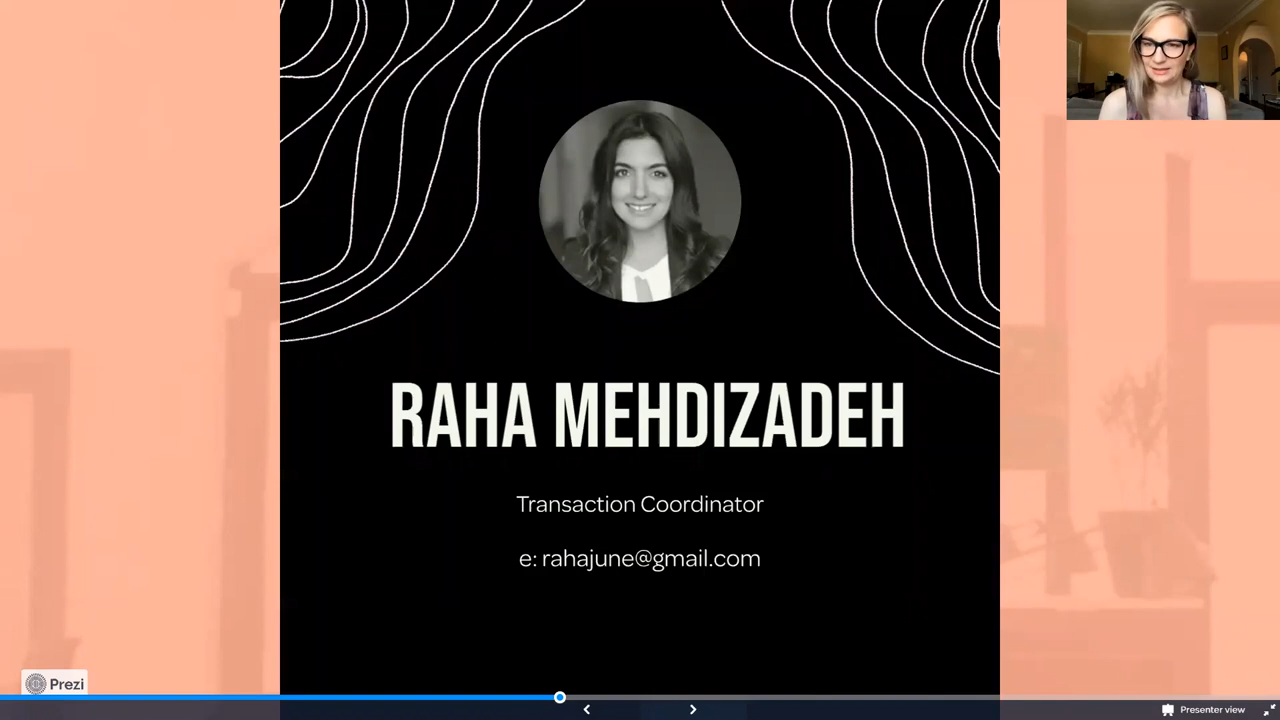 RAHA MEHDIZADEH
Transaction Coordinator
e: rahajune@gmail.com
Prezi
Presenter view